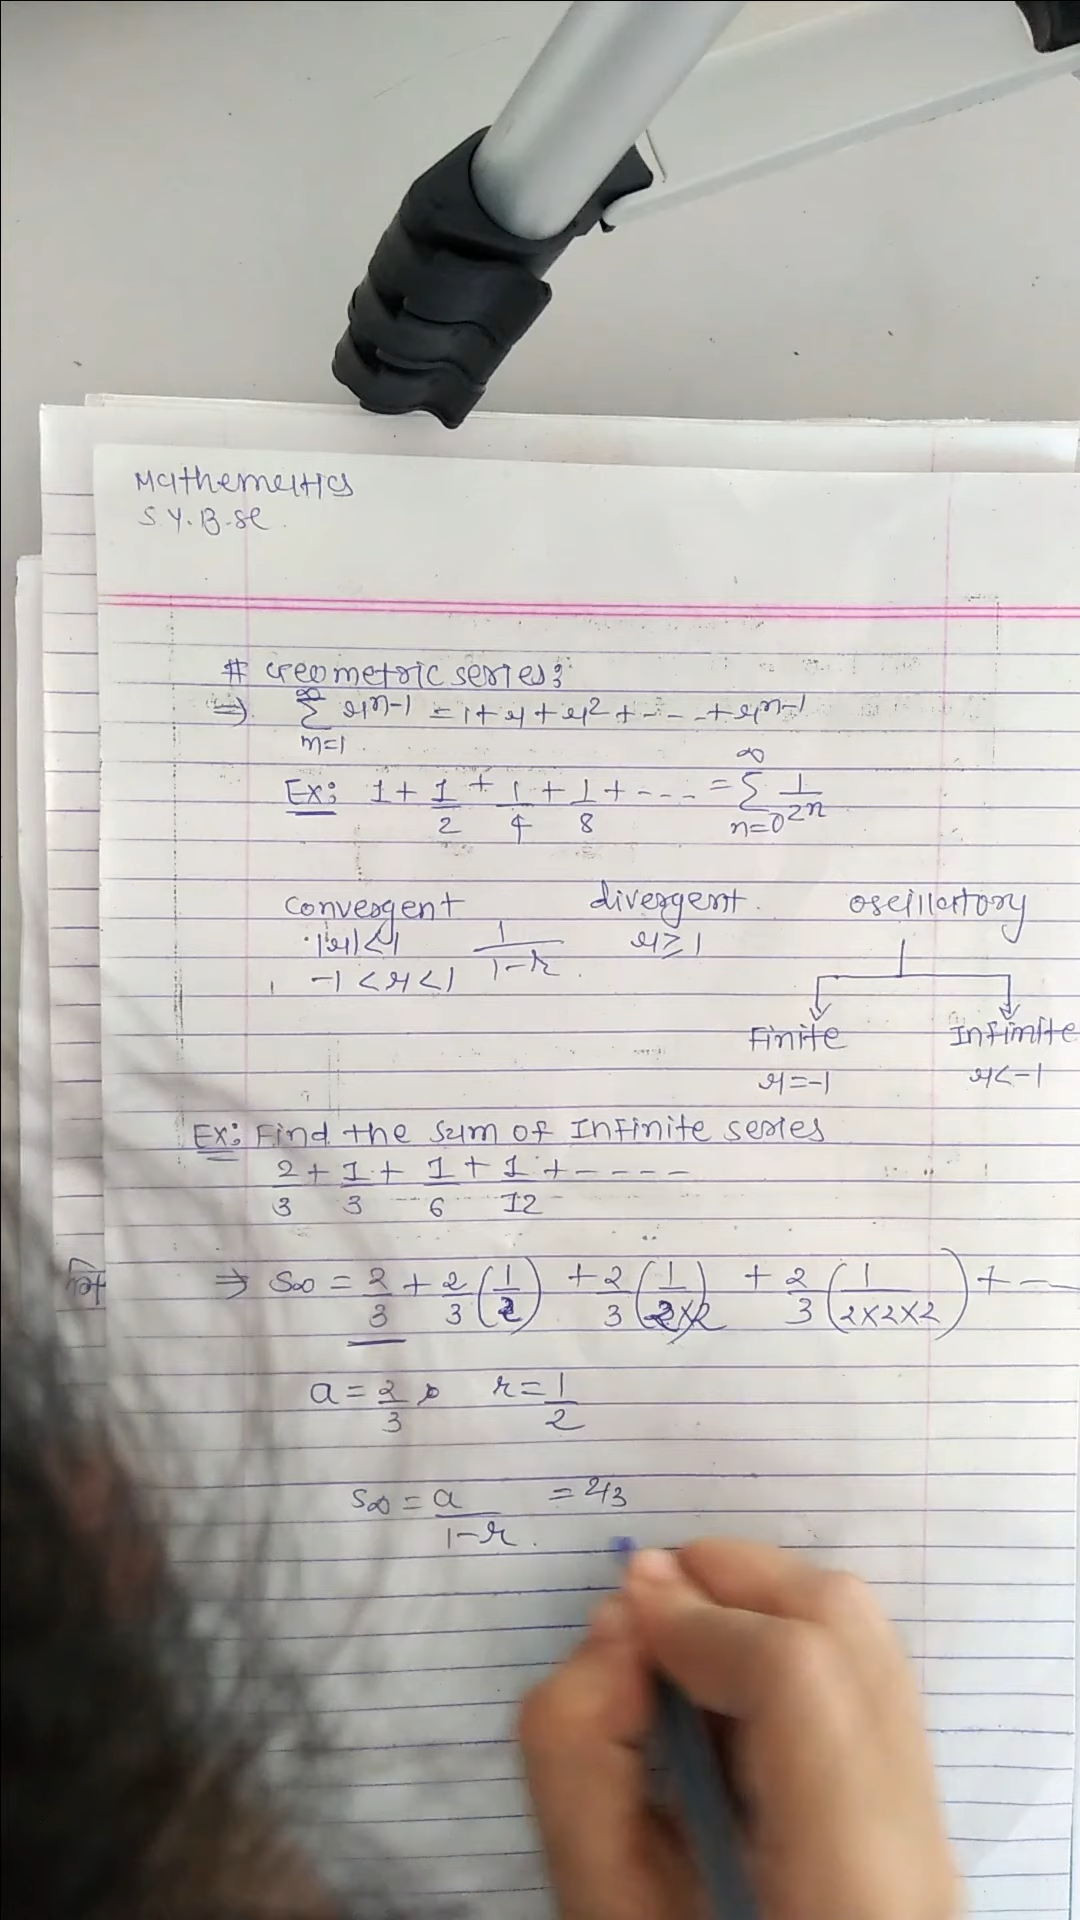 Mathematics
S.Y.B.Sc.
# Geometric series:
⇒ ∞ ∑ n=1 r^n-1 = 1 + r + r² + --- + r^n-1
Ex: 1 + 1/2 + 1/4 + 1/8 + --- = ∞ ∑ n=0 1/2^n
convergent divergent. oscillatory
|r|<1 1/1-r r≥1
-1<r<1
Finite Infinite
r=-1 r<-1
Ex: Find the sum of Infinite series
2/3 + 1/3 + 1/6 + 1/12 + ----
⇒ S∞ = 2/3 + 2/3 (1/2) + 2/3 (1/2×2) + 2/3 (1/2×2×2) + ---
a = 2/3, r = 1/2
S∞ = a/1-r. = 2/3